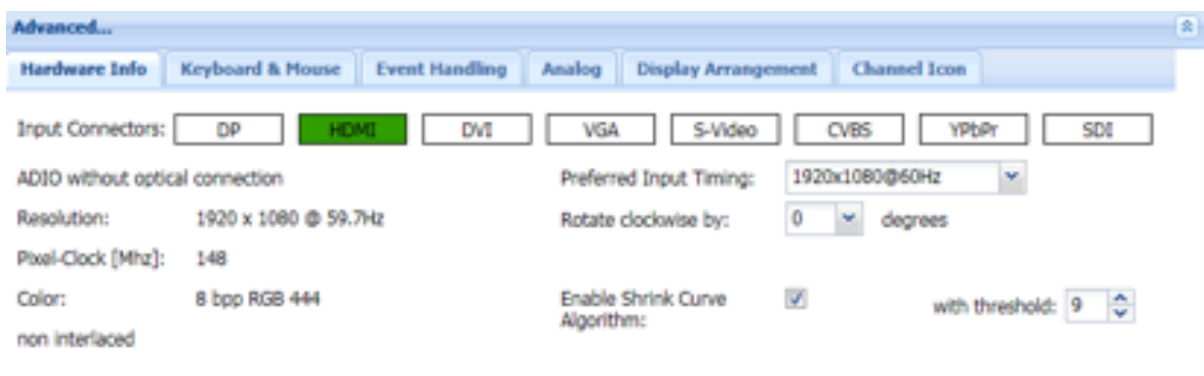 Advanced...
Hardware Info Keyboard & Mouse Event Handling Analog Display Arrangement Channel Icon
Input Connectors: DP HDMI DVI VGA S-Video CVBS YPbPr SDI
ADIO without optical connection Preferred Input Timing: 1920x1080@60Hz
Resolution: 1920 x 1080 @ 59.7Hz Rotate clockwise by: 0 degrees
Pixel-Clock [Mhz]: 148
Color: 8 bpp RGB 444 Enable Shrink Curve Algorithm: with threshold: 9
non interlaced